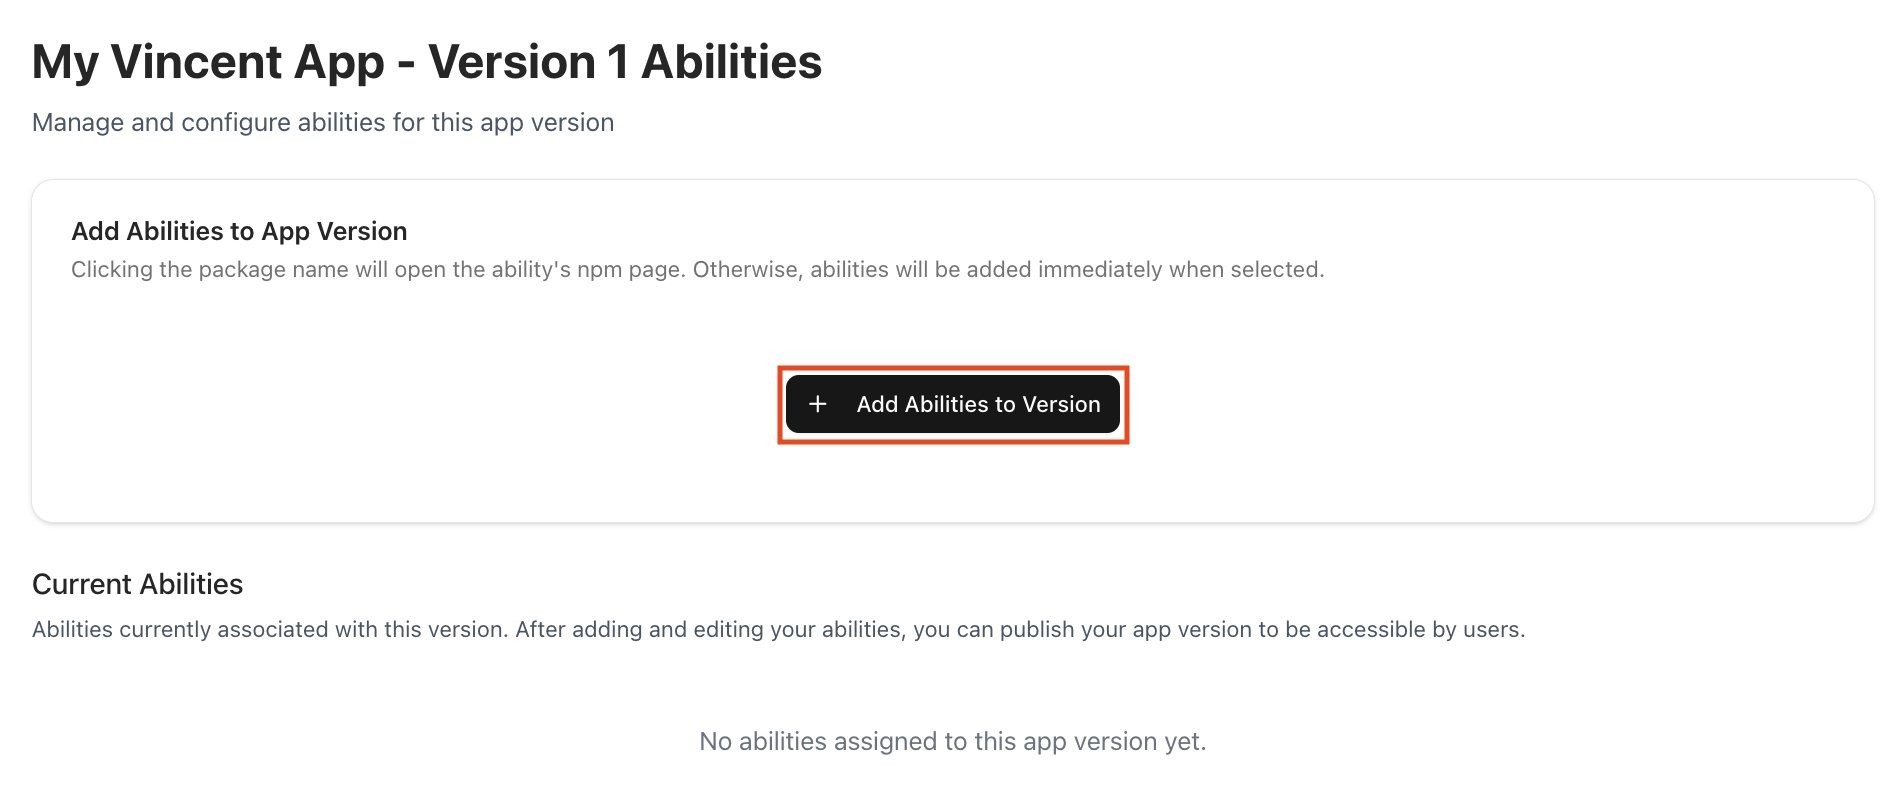 My Vincent App - Version 1 Abilities
Manage and configure abilities for this app version
Add Abilities to App Version
Clicking the package name will open the ability's npm page. Otherwise, abilities will be added immediately when selected.
+ Add Abilities to Version
Current Abilities
Abilities currently associated with this version. After adding and editing your abilities, you can publish your app version to be accessible by users.
No abilities assigned to this app version yet.